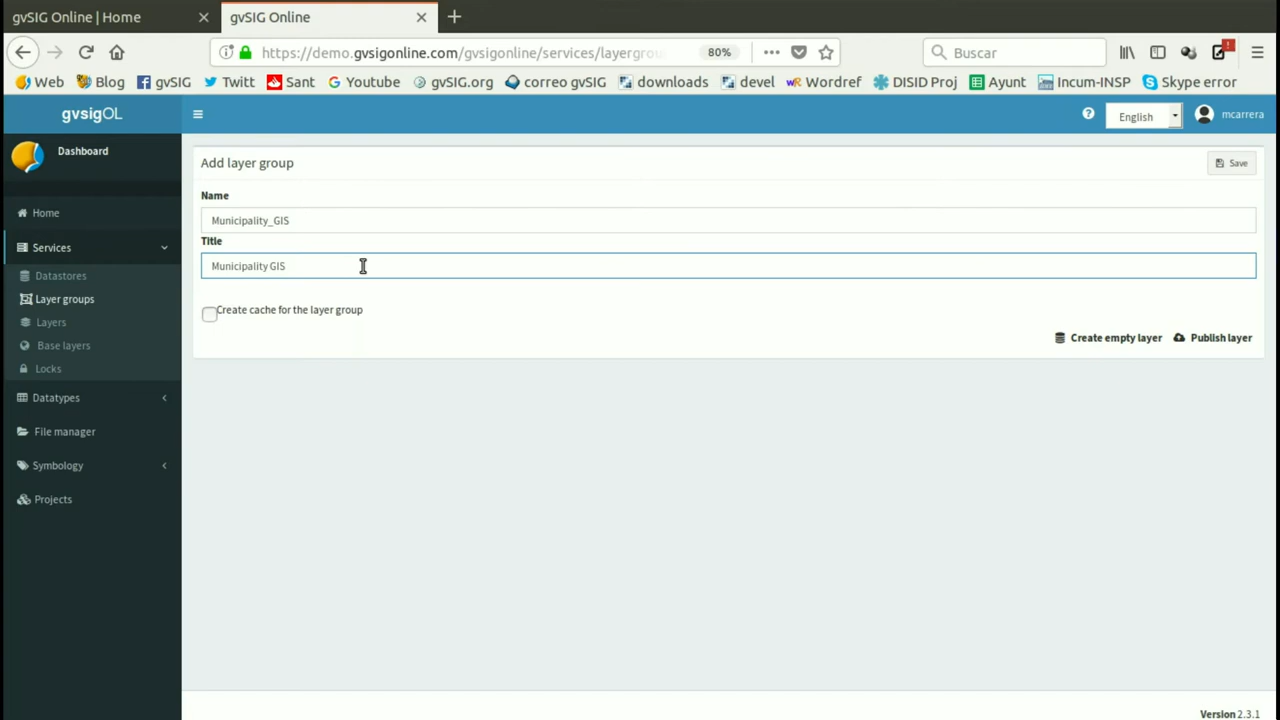 gvSIG Online | Home
gvSIG Online
https://demo.gvsigonline.com/gvsigonline/services/layergrou
80%
Buscar
Web
Blog
gvSIG
Twitt
Sant
Youtube
gvSIG.org
correo gvSIG
downloads
devel
Wordref
DISID Proj
Ayunt
Incum-INSP
Skype error
gvsigOL
English
mcarrera
Dashboard
Home
Services
Datastores
Layer groups
Layers
Base layers
Locks
Datatypes
File manager
Symbology
Projects
Add layer group
Save
Name
Municipality_GIS
Title
Municipality GIS
Create cache for the layer group
Create empty layer
Publish layer
Version 2.3.1